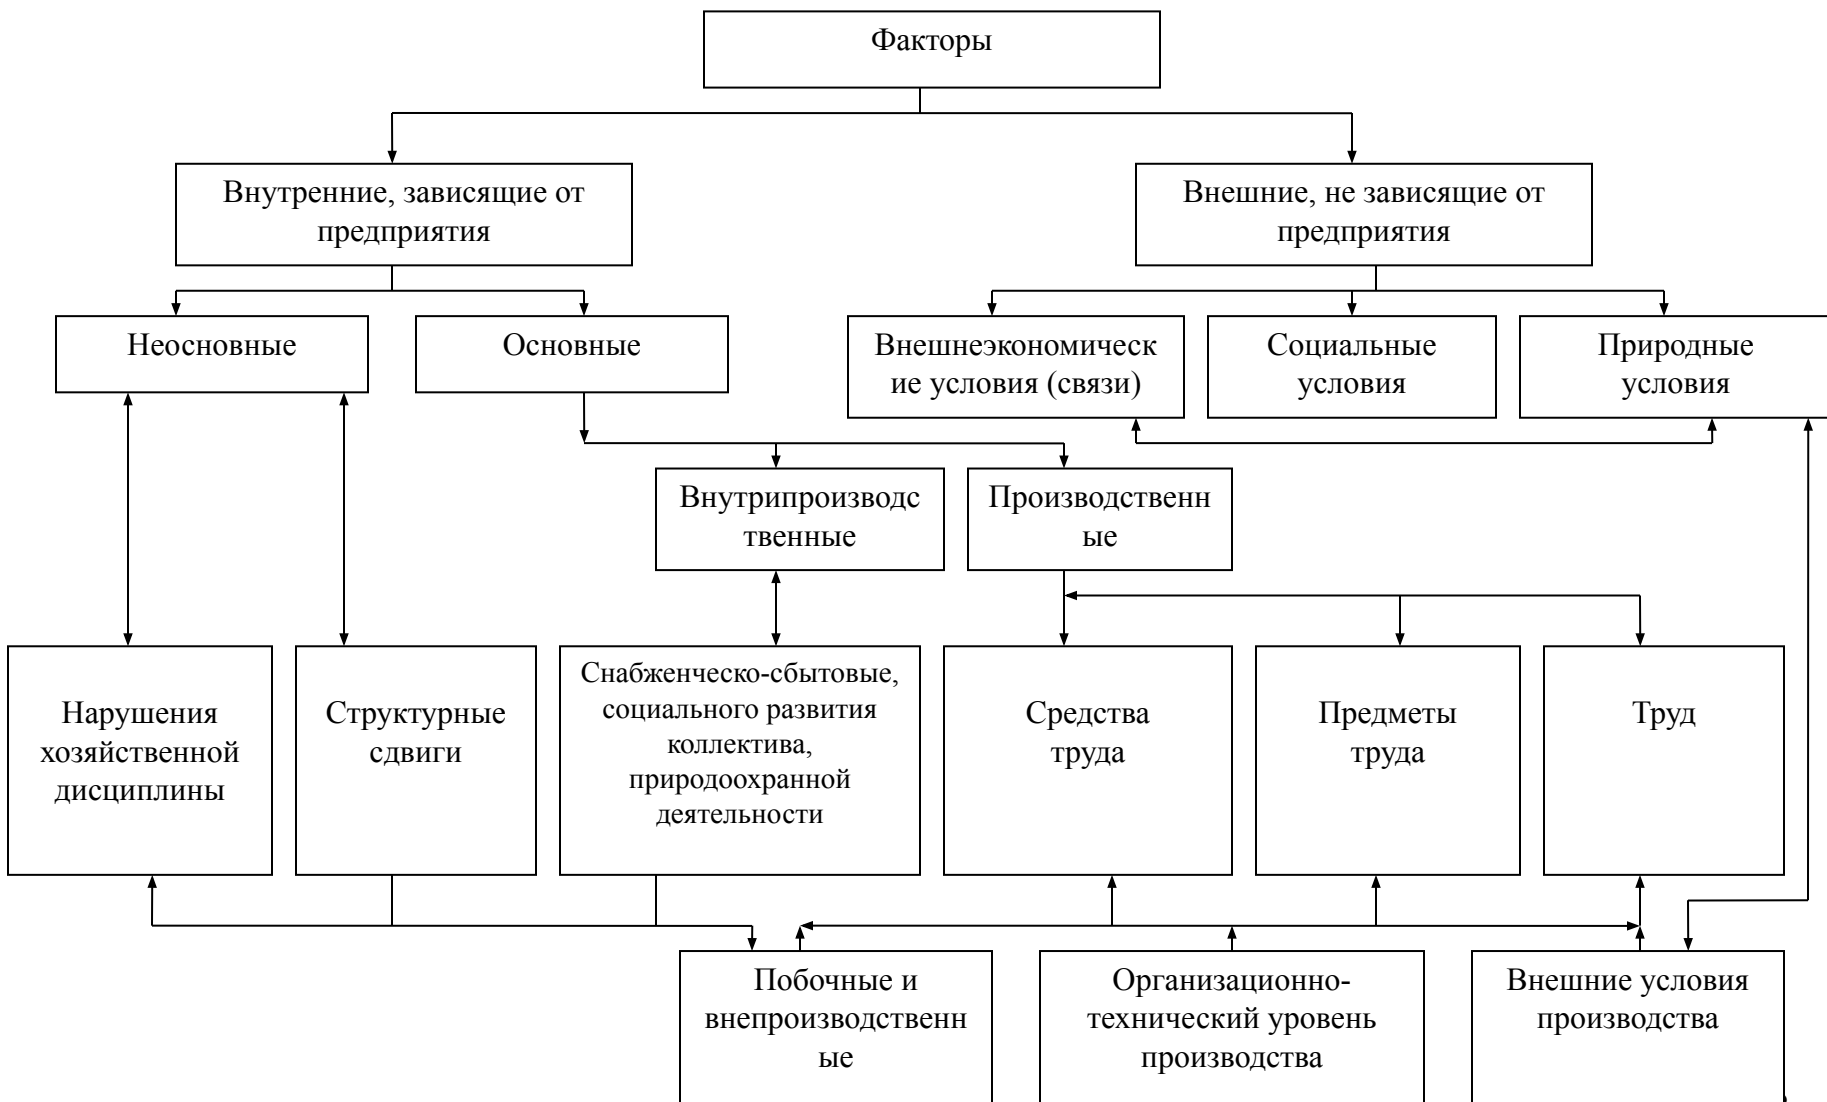 Факторы
Внутренние, зависящие от
предприятия
Внешние, не зависящие от
предприятия
Неосновные
Основные
Внешнеэкономическ
ие условия (связи)
Социальные
условия
Природные
условия
Внутрипроизводс
твенные
Производственн
ые
Нарушения
хозяйственной
дисциплины
Структурные
сдвиги
Снабженческо-сбытовые,
социального развития
коллектива,
природоохранной
деятельности
Средства
труда
Предметы
труда
Труд
Побочные и
внепроизводственн
ые
Организационно-
технический уровень
производства
Внешние условия
производства